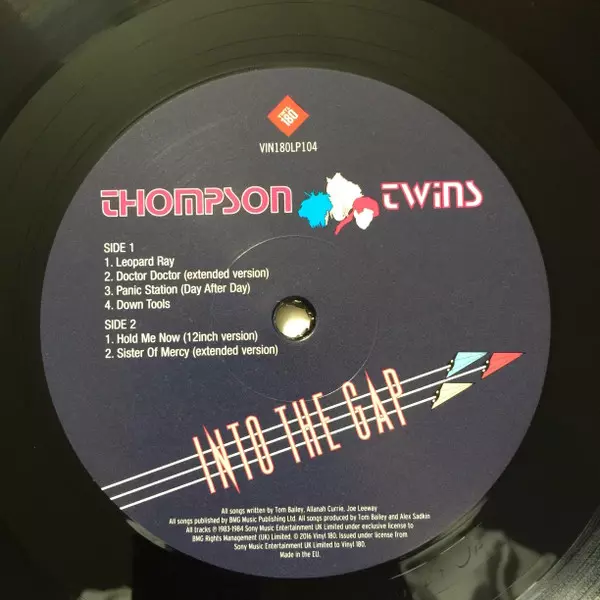 VINYL
180
VIN180LP104
THOMPSON TWINS
SIDE 1
1. Leopard Ray
2. Doctor Doctor (extended version)
3. Panic Station (Day After Day)
4. Down Tools
SIDE 2
1. Hold Me Now (12inch version)
2. Sister Of Mercy (extended version)
INTO THE GAP
All songs written by Tom Bailey, Allanah Currie, Joe Leeway
All songs published by BMG Music Publishing Ltd. All songs produced by Tom Bailey and Alex Sadkin
All tracks ℗ 1983-1984 Sony Music Entertainment UK Limited under exclusive license to
BMG Rights Management (UK) Limited. © 2016 Vinyl 180. Issued under license from
Sony Music Entertainment UK Limited to Vinyl 180.
Made in the EU.